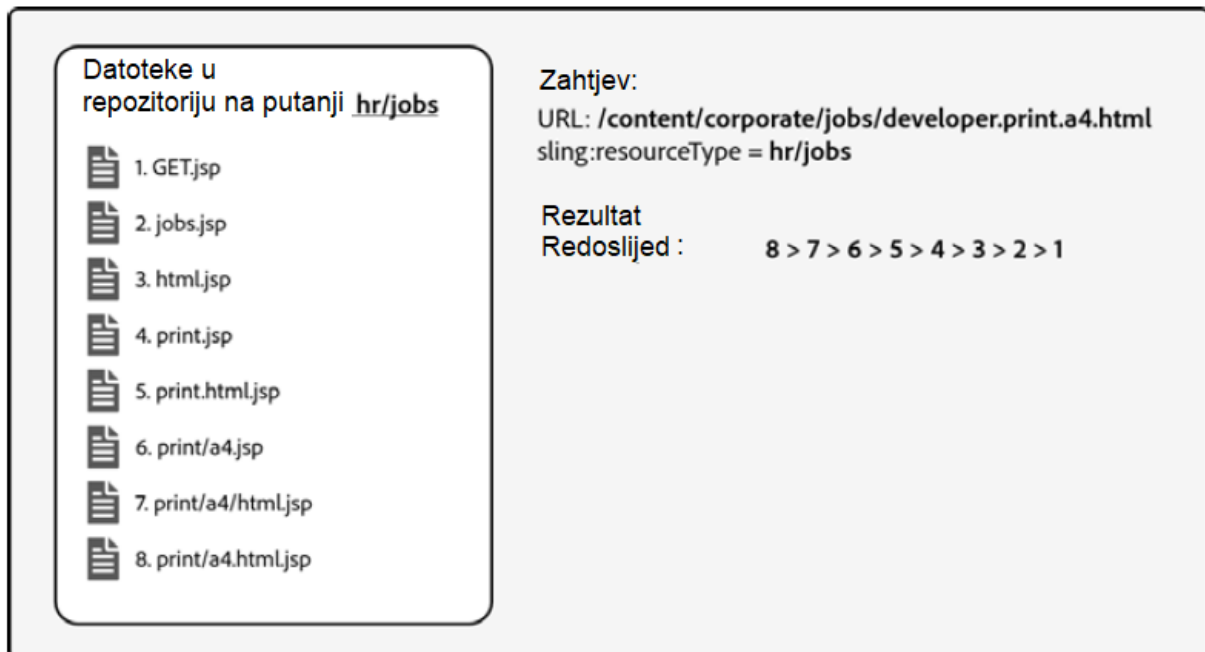 Datoteke u
repozitoriju na putanji hr/jobs
1. GET.jsp
2. jobs.jsp
3. html.jsp
4. print.jsp
5. print.html.jsp
6. print/a4.jsp
7. print/a4/html.jsp
8. print/a4.html.jsp
Zahtjev:
URL: /content/corporate/jobs/developer.print.a4.html
sling:resourceType = hr/jobs
Rezultat
Redoslijed : 8 > 7 > 6 > 5 > 4 > 3 > 2 > 1